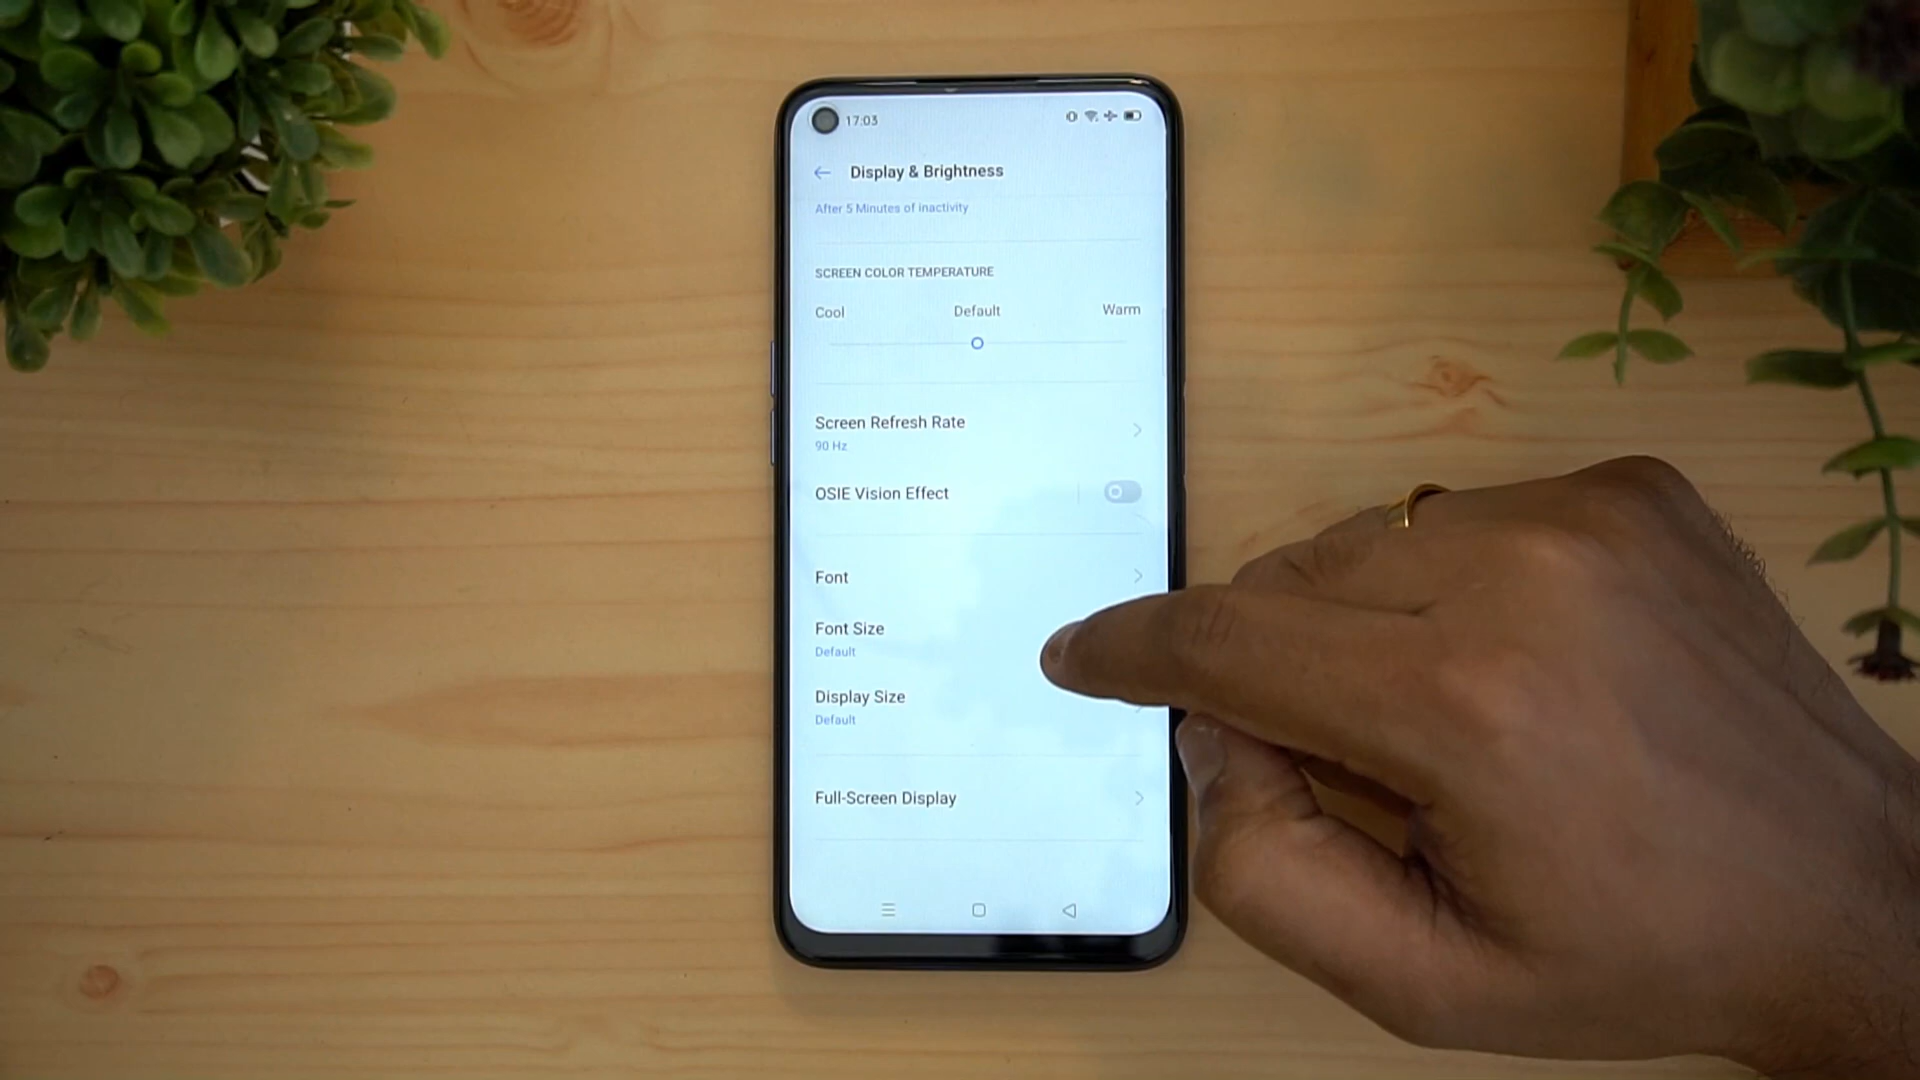 17:03
Display & Brightness
After 5 Minutes of inactivity
SCREEN COLOR TEMPERATURE
Cool Default Warm
Screen Refresh Rate
90 Hz
OSIE Vision Effect
Font
Font Size
Default
Display Size
Default
Full-Screen Display